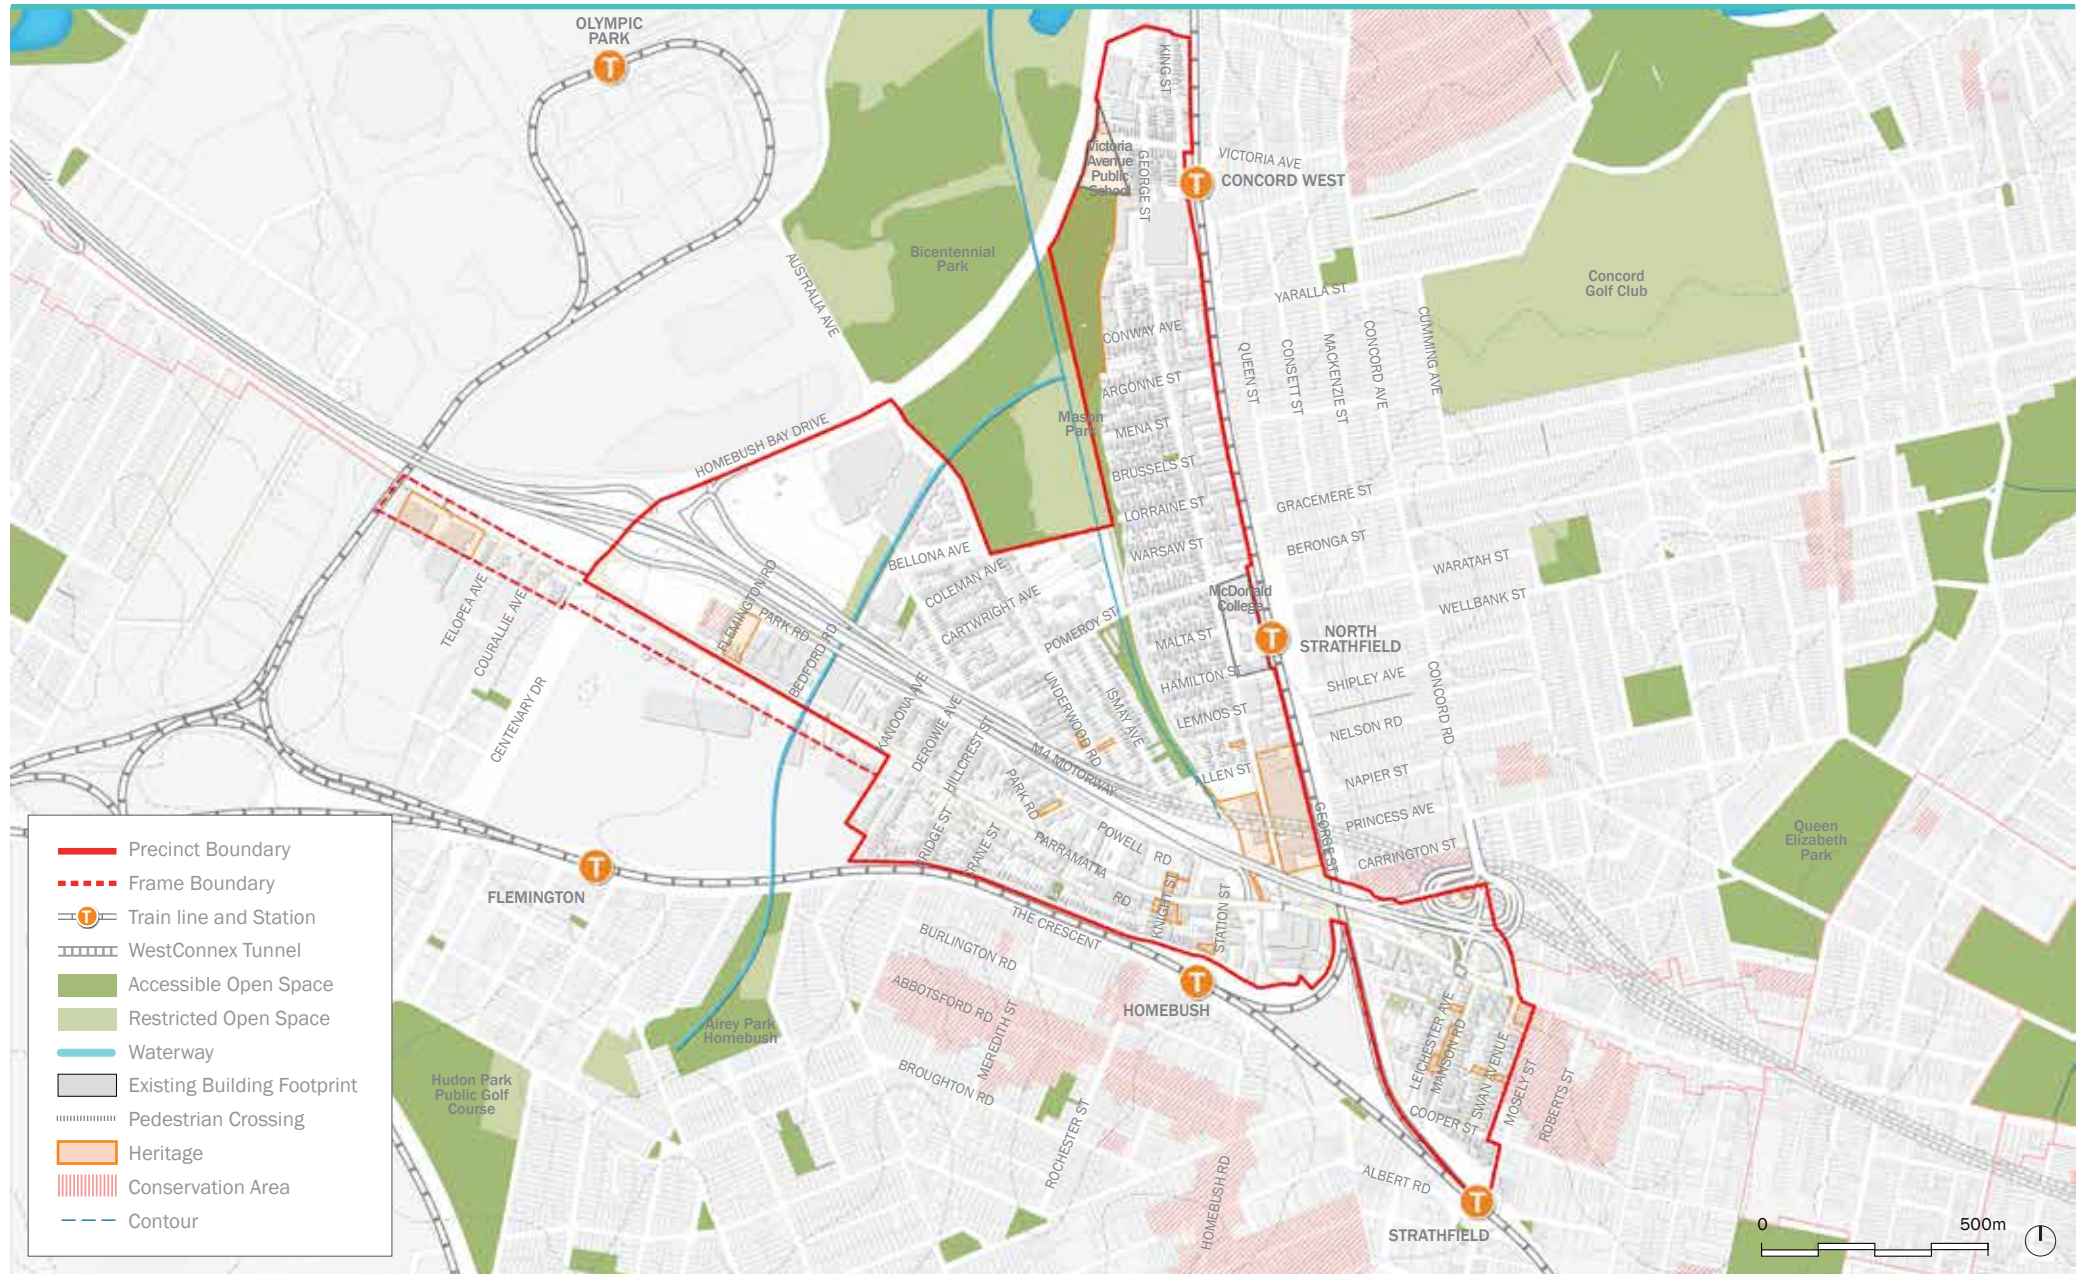 OLYMPIC
PARK
T
KING ST
Victoria
Avenue
Public
School
GEORGE ST
VICTORIA AVE
T
CONCORD WEST
Bicentennial
Park
AUSTRALIA AVE
Concord
Golf Club
YARALLA ST
CONWAY AVE
QUEEN ST
CONSETT ST
MACKENZIE ST
CONCORD AVE
CUMMING AVE
ARGONNE ST
Mason
Park
MENA ST
HOMEBUSH BAY DRIVE
BRUSSELS ST
LORRAINE ST
GRACEMERE ST
WARSAW ST
BERONGA ST
WARATAH ST
BELLONA AVE
COLEMAN AVE
CARTWRIGHT AVE
POMEROY ST
McDonald
College
WELLBANK ST
TELOPEA AVE
COURALLIE AVE
CENTENARY DR
FLEMINGTON RD
FLEMINGTON RD
PARK RD
BEDFORD RD
MALTA ST
T
NORTH
STRATHFIELD
HAMILTON ST
SHIPLEY AVE
CONCORD RD
LEMNOS ST
NELSON RD
KANOONA AVE
DEROWIE AVE
HILLCREST ST
UNDERWOOD RD
ISMAY AVE
M4 MOTORWAY
ALLEN ST
NAPIER ST
PRINCESS AVE
GEORGE ST
CARRINGTON ST
PARK RD
BRIDGE ST
CRANE ST
PARRAMATTA
RD
POWELL RD
KNIGHT ST
STATION ST
Queen
Elizabeth
Park
T
FLEMINGTON
THE CRESCENT
BURLINGTON RD
ABBOTSFORD RD
MEREDITH ST
BROUGHTON RD
ROCHESTER ST
T
HOMEBUSH
HOMEBUSH RD
Airey Park
Homebush
Hudon Park
Public Golf
Course
LEICHESTER AVE
MANSON RD
SWAN AVENUE
MOSELY ST
ROBERTS ST
COOPER ST
ALBERT RD
T
STRATHFIELD
Precinct Boundary
Frame Boundary
T
Train line and Station
WestConnex Tunnel
Accessible Open Space
Restricted Open Space
Waterway
Existing Building Footprint
Pedestrian Crossing
Heritage
Conservation Area
Contour
0 500m